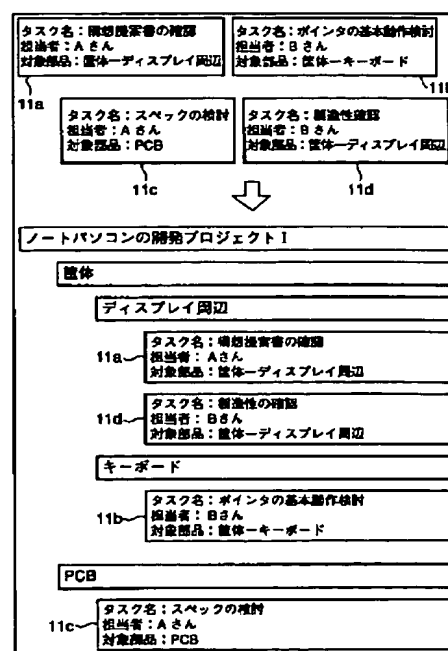 タスク名：構想提案書の確認
担当者：Aさん
対象部品：筐体ーディスプレイ周辺
11a
タスク名：ポインタの基本動作検討
担当者：Bさん
対象部品：筐体ーキーボード
11b
タスク名：スペックの検討
担当者：Aさん
対象部品：PCB
11c
タスク名：製造性確認
担当者：Bさん
対象部品：筐体ーディスプレイ周辺
11d
ノートパソコンの開発プロジェクトI
筐体
ディスプレイ周辺
11a
タスク名：構想提案書の確認
担当者：Aさん
対象部品：筐体ーディスプレイ周辺
11d
タスク名：製造性の確認
担当者：Bさん
対象部品：筐体ーディスプレイ周辺
キーボード
11b
タスク名：ポインタの基本動作検討
担当者：Bさん
対象部品：筐体ーキーボード
PCB
11c
タスク名：スペックの検討
担当者：Aさん
対象部品：PCB